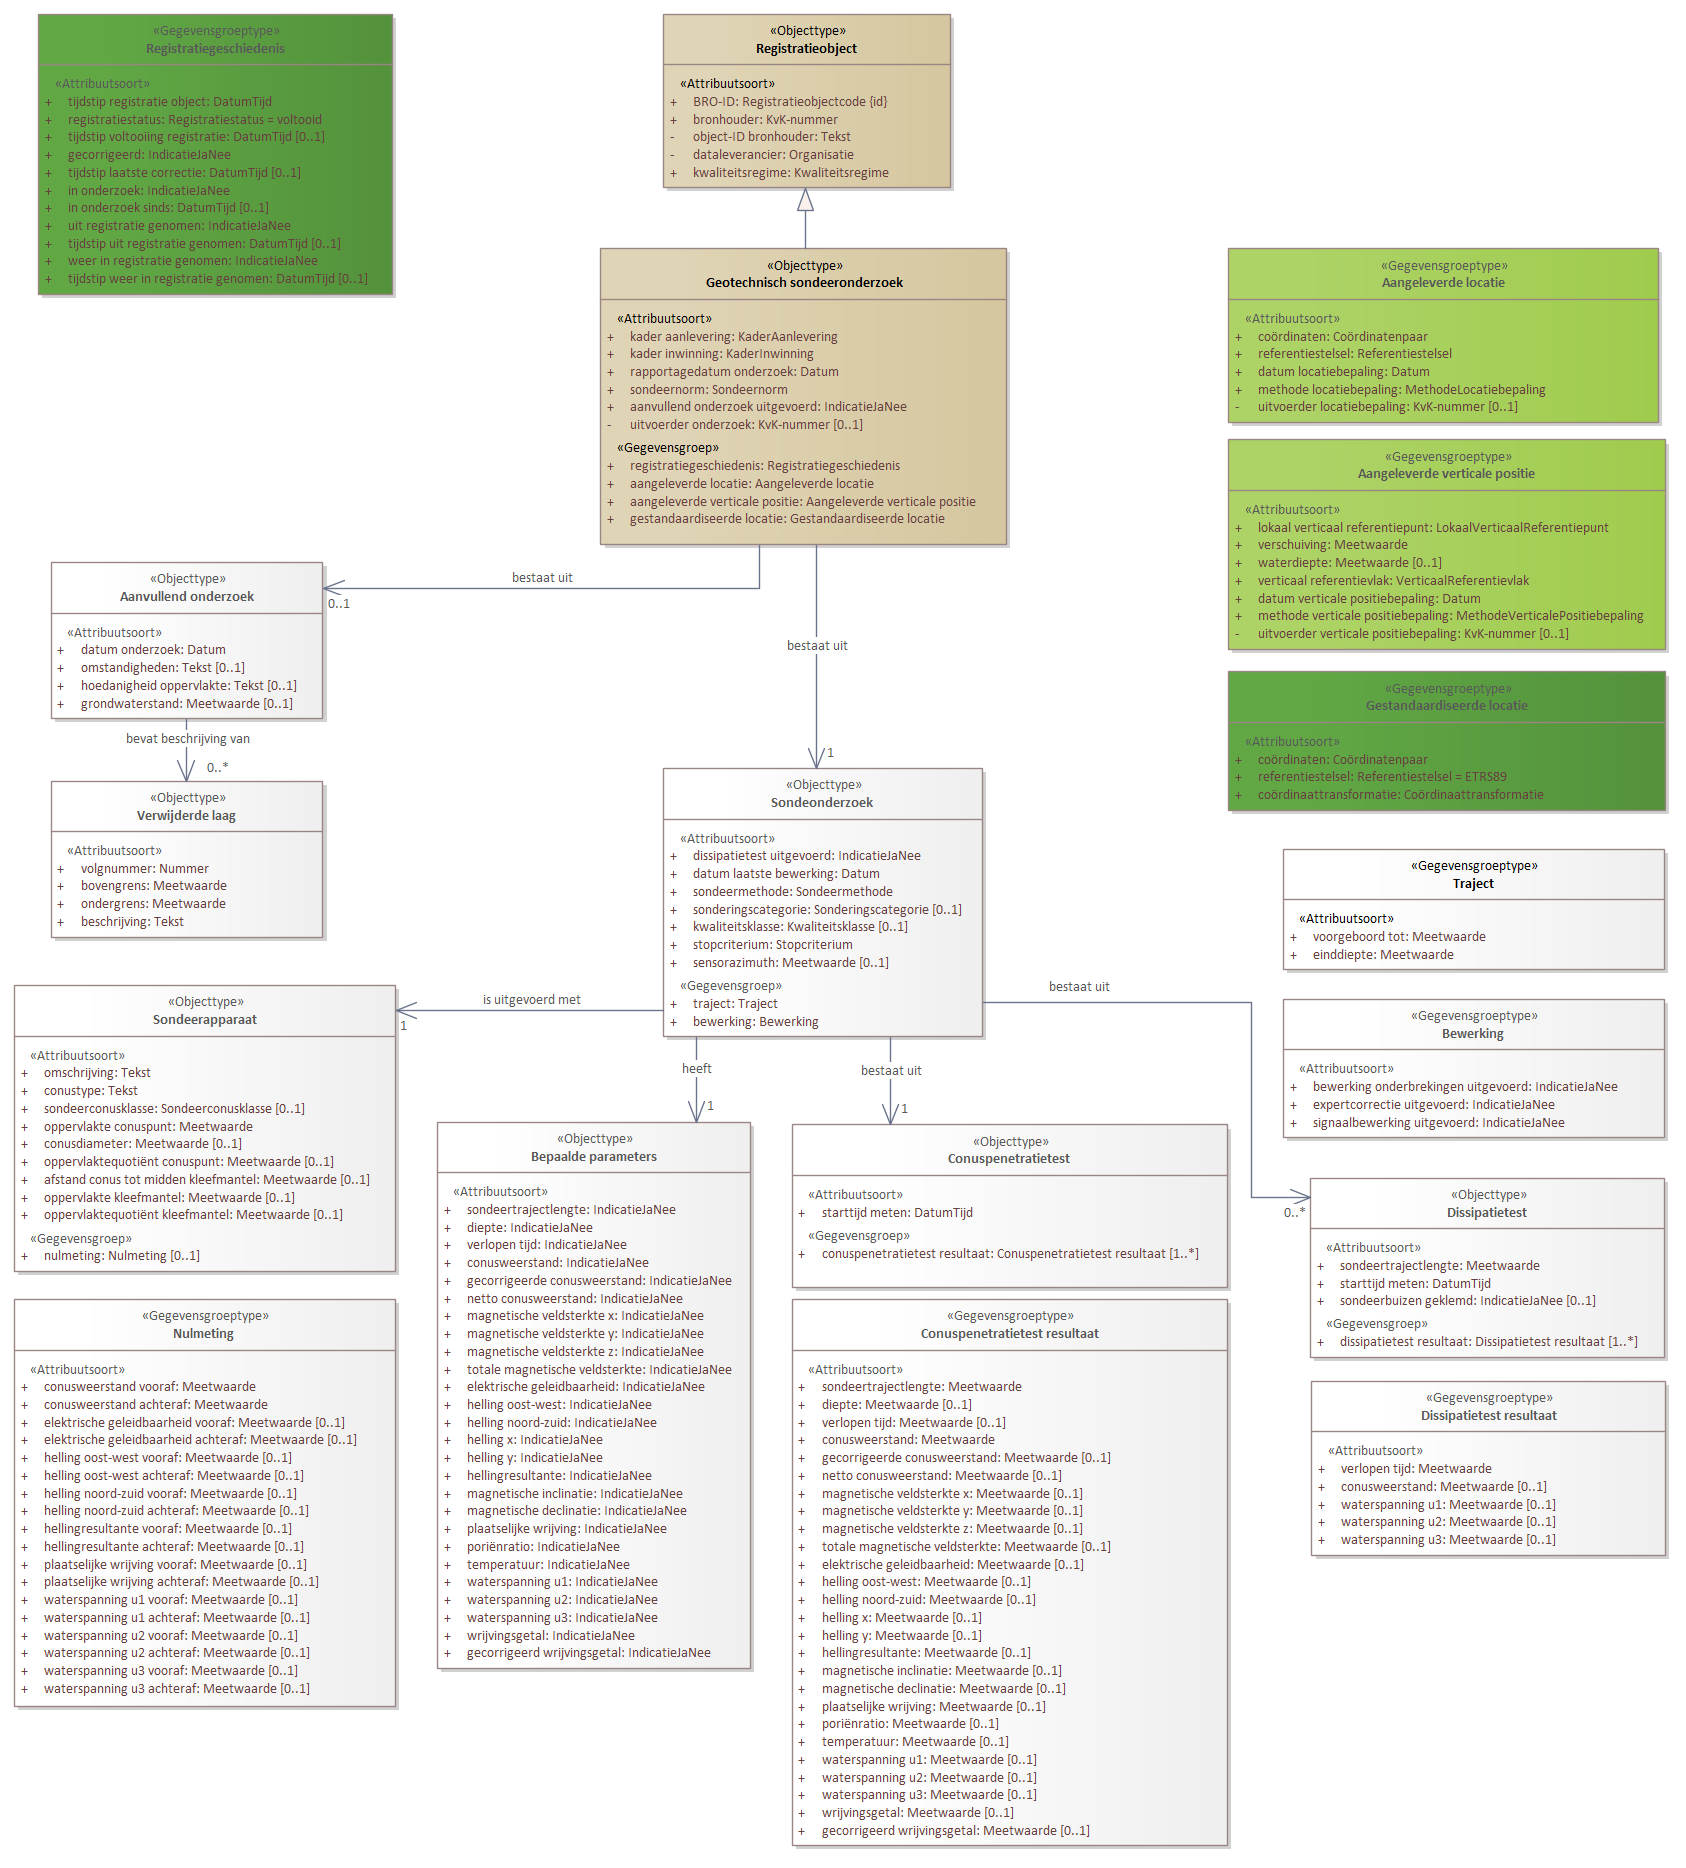 «Gegevensgroeptype»
Registratiegeschiedenis
«Attribuutsoort»
+ tijdstip registratie object: DatumTijd
+ registratiestatus: Registratiestatus = voltooid
+ tijdstip voltooiing registratie: DatumTijd [0..1]
+ gecorrigeerd: IndicatieJaNee
+ tijdstip laatste correctie: DatumTijd [0..1]
+ in onderzoek: IndicatieJaNee
+ in onderzoek sinds: DatumTijd [0..1]
+ uit registratie genomen: IndicatieJaNee
+ tijdstip uit registratie genomen: DatumTijd [0..1]
+ weer in registratie genomen: IndicatieJaNee
+ tijdstip weer in registratie genomen: DatumTijd [0..1]
«Objecttype»
Registratieobject
«Attribuutsoort»
+ BRO-ID: Registratieobjectcode {id}
+ bronhouder: KvK-nummer
- object-ID bronhouder: Tekst
- dataleverancier: Organisatie
+ kwaliteitsregime: Kwaliteitsregime
«Objecttype»
Geotechnisch sondeeronderzoek
«Attribuutsoort»
+ kader aanlevering: KaderAanlevering
+ kader inwinning: KaderInwinning
+ rapportagedatum onderzoek: Datum
+ sondeernorm: Sondeernorm
+ aanvullend onderzoek uitgevoerd: IndicatieJaNee
- uitvoerder onderzoek: KvK-nummer [0..1]
«Gegevensgroep»
+ registratiegeschiedenis: Registratiegeschiedenis
+ aangeleverde locatie: Aangeleverde locatie
+ aangeleverde verticale positie: Aangeleverde verticale positie
+ gestandaardiseerde locatie: Gestandaardiseerde locatie
«Gegevensgroeptype»
Aangeleverde locatie
«Attribuutsoort»
+ coördinaten: Coördinatenpaar
+ referentiestelsel: Referentiestelsel
+ datum locatiebepaling: Datum
+ methode locatiebepaling: MethodeLocatiebepaling
- uitvoerder locatiebepaling: KvK-nummer [0..1]
«Gegevensgroeptype»
Aangeleverde verticale positie
«Attribuutsoort»
+ lokaal verticaal referentiepunt: LokaalVerticaalReferentiepunt
+ verschuiving: Meetwaarde
+ waterdiepte: Meetwaarde [0..1]
+ verticaal referentievlak: VerticaalReferentievlak
+ datum verticale positiebepaling: Datum
+ methode verticale positiebepaling: MethodeVerticalePositiebepaling
- uitvoerder verticale positiebepaling: KvK-nummer [0..1]
«Gegevensgroeptype»
Gestandaardiseerde locatie
«Attribuutsoort»
+ coördinaten: Coördinatenpaar
+ referentiestelsel: Referentiestelsel = ETRS89
+ coördinaattransformatie: Coördinaattransformatie
bestaat uit
0..1
bestaat uit
1
«Objecttype»
Aanvullend onderzoek
«Attribuutsoort»
+ datum onderzoek: Datum
+ omstandigheden: Tekst [0..1]
+ hoedanigheid oppervlakte: Tekst [0..1]
+ grondwaterstand: Meetwaarde [0..1]
bevat beschrijving van
0..*
«Objecttype»
Verwijderde laag
«Attribuutsoort»
+ volgnummer: Nummer
+ bovengrens: Meetwaarde
+ ondergrens: Meetwaarde
+ beschrijving: Tekst
«Objecttype»
Sondeonderzoek
«Attribuutsoort»
+ dissipatietest uitgevoerd: IndicatieJaNee
+ datum laatste bewerking: Datum
+ sondeermethode: Sondeermethode
+ sonderingscategorie: Sonderingscategorie [0..1]
+ kwaliteitsklasse: Kwaliteitsklasse [0..1]
+ stopcriterium: Stopcriterium
+ sensorazimuth: Meetwaarde [0..1]
«Gegevensgroep»
+ traject: Traject
+ bewerking: Bewerking
«Gegevensgroeptype»
Traject
«Attribuutsoort»
+ voorgeboord tot: Meetwaarde
+ einddiepte: Meetwaarde
«Gegevensgroeptype»
Bewerking
«Attribuutsoort»
+ bewerking onderbrekingen uitgevoerd: IndicatieJaNee
+ expertcorrectie uitgevoerd: IndicatieJaNee
+ signaalbewerking uitgevoerd: IndicatieJaNee
is uitgevoerd met
1
heeft
1
bestaat uit
1
bestaat uit
0..*
«Objecttype»
Sondeerapparaat
«Attribuutsoort»
+ omschrijving: Tekst
+ conustype: Tekst
+ sondeerconusklasse: Sondeerconusklasse [0..1]
+ oppervlakte conuspunt: Meetwaarde
+ conusdiameter: Meetwaarde [0..1]
+ oppervlaktequotiënt conuspunt: Meetwaarde [0..1]
+ afstand conus tot midden kleefmantel: Meetwaarde [0..1]
+ oppervlakte kleefmantel: Meetwaarde [0..1]
+ oppervlaktequotiënt kleefmantel: Meetwaarde [0..1]
«Gegevensgroep»
+ nulmeting: Nulmeting [0..1]
«Gegevensgroeptype»
Nulmeting
«Attribuutsoort»
+ conusweerstand vooraf: Meetwaarde
+ conusweerstand achteraf: Meetwaarde
+ elektrische geleidbaarheid vooraf: Meetwaarde [0..1]
+ elektrische geleidbaarheid achteraf: Meetwaarde [0..1]
+ helling oost-west vooraf: Meetwaarde [0..1]
+ helling oost-west achteraf: Meetwaarde [0..1]
+ helling noord-zuid vooraf: Meetwaarde [0..1]
+ helling noord-zuid achteraf: Meetwaarde [0..1]
+ hellingresultante vooraf: Meetwaarde [0..1]
+ hellingresultante achteraf: Meetwaarde [0..1]
+ plaatselijke wrijving vooraf: Meetwaarde [0..1]
+ plaatselijke wrijving achteraf: Meetwaarde [0..1]
+ waterspanning u1 vooraf: Meetwaarde [0..1]
+ waterspanning u1 achteraf: Meetwaarde [0..1]
+ waterspanning u2 vooraf: Meetwaarde [0..1]
+ waterspanning u2 achteraf: Meetwaarde [0..1]
+ waterspanning u3 vooraf: Meetwaarde [0..1]
+ waterspanning u3 achteraf: Meetwaarde [0..1]
«Objecttype»
Bepaalde parameters
«Attribuutsoort»
+ sondeertrajectlengte: IndicatieJaNee
+ diepte: IndicatieJaNee
+ verlopen tijd: IndicatieJaNee
+ conusweerstand: IndicatieJaNee
+ gecorrigeerde conusweerstand: IndicatieJaNee
+ netto conusweerstand: IndicatieJaNee
+ magnetische veldsterkte x: IndicatieJaNee
+ magnetische veldsterkte y: IndicatieJaNee
+ magnetische veldsterkte z: IndicatieJaNee
+ totale magnetische veldsterkte: IndicatieJaNee
+ elektrische geleidbaarheid: IndicatieJaNee
+ helling oost-west: IndicatieJaNee
+ helling noord-zuid: IndicatieJaNee
+ helling x: IndicatieJaNee
+ helling y: IndicatieJaNee
+ hellingresultante: IndicatieJaNee
+ magnetische inclinatie: IndicatieJaNee
+ magnetische declinatie: IndicatieJaNee
+ plaatselijke wrijving: IndicatieJaNee
+ poriënratio: IndicatieJaNee
+ temperatuur: IndicatieJaNee
+ waterspanning u1: IndicatieJaNee
+ waterspanning u2: IndicatieJaNee
+ waterspanning u3: IndicatieJaNee
+ wrijvingsgetal: IndicatieJaNee
+ gecorrigeerd wrijvingsgetal: IndicatieJaNee
«Objecttype»
Conuspenetratietest
«Attribuutsoort»
+ starttijd meten: DatumTijd
«Gegevensgroep»
+ conuspenetratietest resultaat: Conuspenetratietest resultaat [1..*]
«Gegevensgroeptype»
Conuspenetratietest resultaat
«Attribuutsoort»
+ sondeertrajectlengte: Meetwaarde
+ diepte: Meetwaarde [0..1]
+ verlopen tijd: Meetwaarde [0..1]
+ conusweerstand: Meetwaarde
+ gecorrigeerde conusweerstand: Meetwaarde [0..1]
+ netto conusweerstand: Meetwaarde [0..1]
+ magnetische veldsterkte x: Meetwaarde [0..1]
+ magnetische veldsterkte y: Meetwaarde [0..1]
+ magnetische veldsterkte z: Meetwaarde [0..1]
+ totale magnetische veldsterkte: Meetwaarde [0..1]
+ elektrische geleidbaarheid: Meetwaarde [0..1]
+ helling oost-west: Meetwaarde [0..1]
+ helling noord-zuid: Meetwaarde [0..1]
+ helling x: Meetwaarde [0..1]
+ helling y: Meetwaarde [0..1]
+ hellingresultante: Meetwaarde [0..1]
+ magnetische inclinatie: Meetwaarde [0..1]
+ magnetische declinatie: Meetwaarde [0..1]
+ plaatselijke wrijving: Meetwaarde [0..1]
+ poriënratio: Meetwaarde [0..1]
+ temperatuur: Meetwaarde [0..1]
+ waterspanning u1: Meetwaarde [0..1]
+ waterspanning u2: Meetwaarde [0..1]
+ waterspanning u3: Meetwaarde [0..1]
+ wrijvingsgetal: Meetwaarde [0..1]
+ gecorrigeerd wrijvingsgetal: Meetwaarde [0..1]
«Objecttype»
Dissipatietest
«Attribuutsoort»
+ sondeertrajectlengte: Meetwaarde
+ starttijd meten: DatumTijd
+ sondeerbuizen geklemd: IndicatieJaNee [0..1]
«Gegevensgroep»
+ dissipatietest resultaat: Dissipatietest resultaat [1..*]
«Gegevensgroeptype»
Dissipatietest resultaat
«Attribuutsoort»
+ verlopen tijd: Meetwaarde
+ conusweerstand: Meetwaarde [0..1]
+ waterspanning u1: Meetwaarde [0..1]
+ waterspanning u2: Meetwaarde [0..1]
+ waterspanning u3: Meetwaarde [0..1]